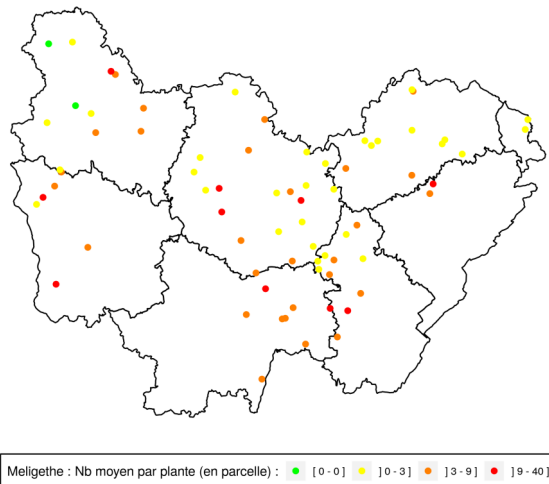 Meligethe : Nb moyen par plante (en parcelle) : [ 0 - 0 ] ] 0 - 3 ] ] 3 - 9 ] ] 9 - 40 ]